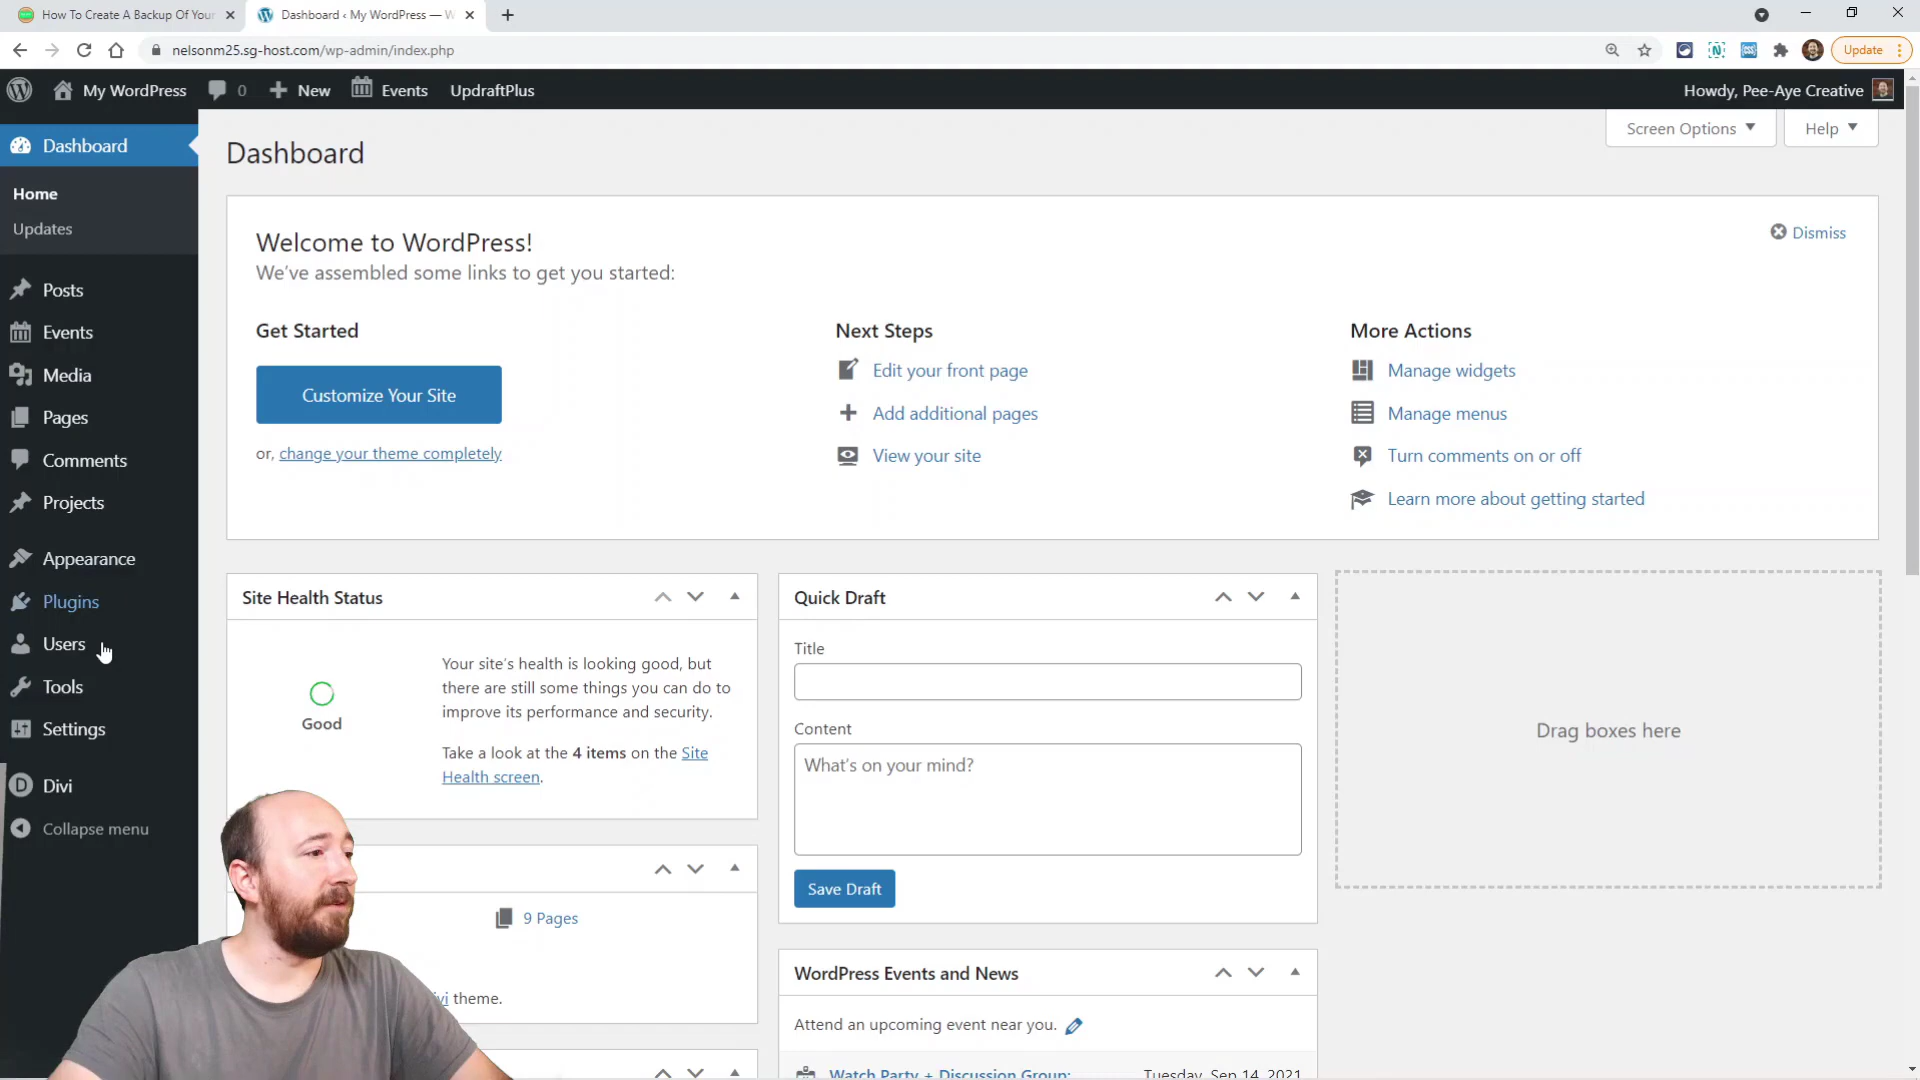 How To Create A Backup Of Your
Dashboard ‹ My WordPress — W
nelsonm25.sg-host.com/wp-admin/index.php
Update
My WordPress
0
New
Events
UpdraftPlus
Howdy, Pee-Aye Creative
Dashboard
Home
Updates
Posts
Events
Media
Pages
Comments
Projects
Appearance
Plugins
Users
Tools
Settings
Divi
Collapse menu
Dashboard
Screen Options
Help
Welcome to WordPress!
We've assembled some links to get you started:
Dismiss
Get Started
Customize Your Site
or, change your theme completely
Next Steps
Edit your front page
Add additional pages
View your site
More Actions
Manage widgets
Manage menus
Turn comments on or off
Learn more about getting started
Site Health Status
Good
Your site's health is looking good, but
there are still some things you can do to
improve its performance and security.
Take a look at the 4 items on the Site
Health screen.
9 Pages
theme.
Quick Draft
Title
Content
What's on your mind?
Save Draft
WordPress Events and News
Attend an upcoming event near you.
Watch Party + Discussion Group:
Tuesday, Sep 14, 2021
Drag boxes here